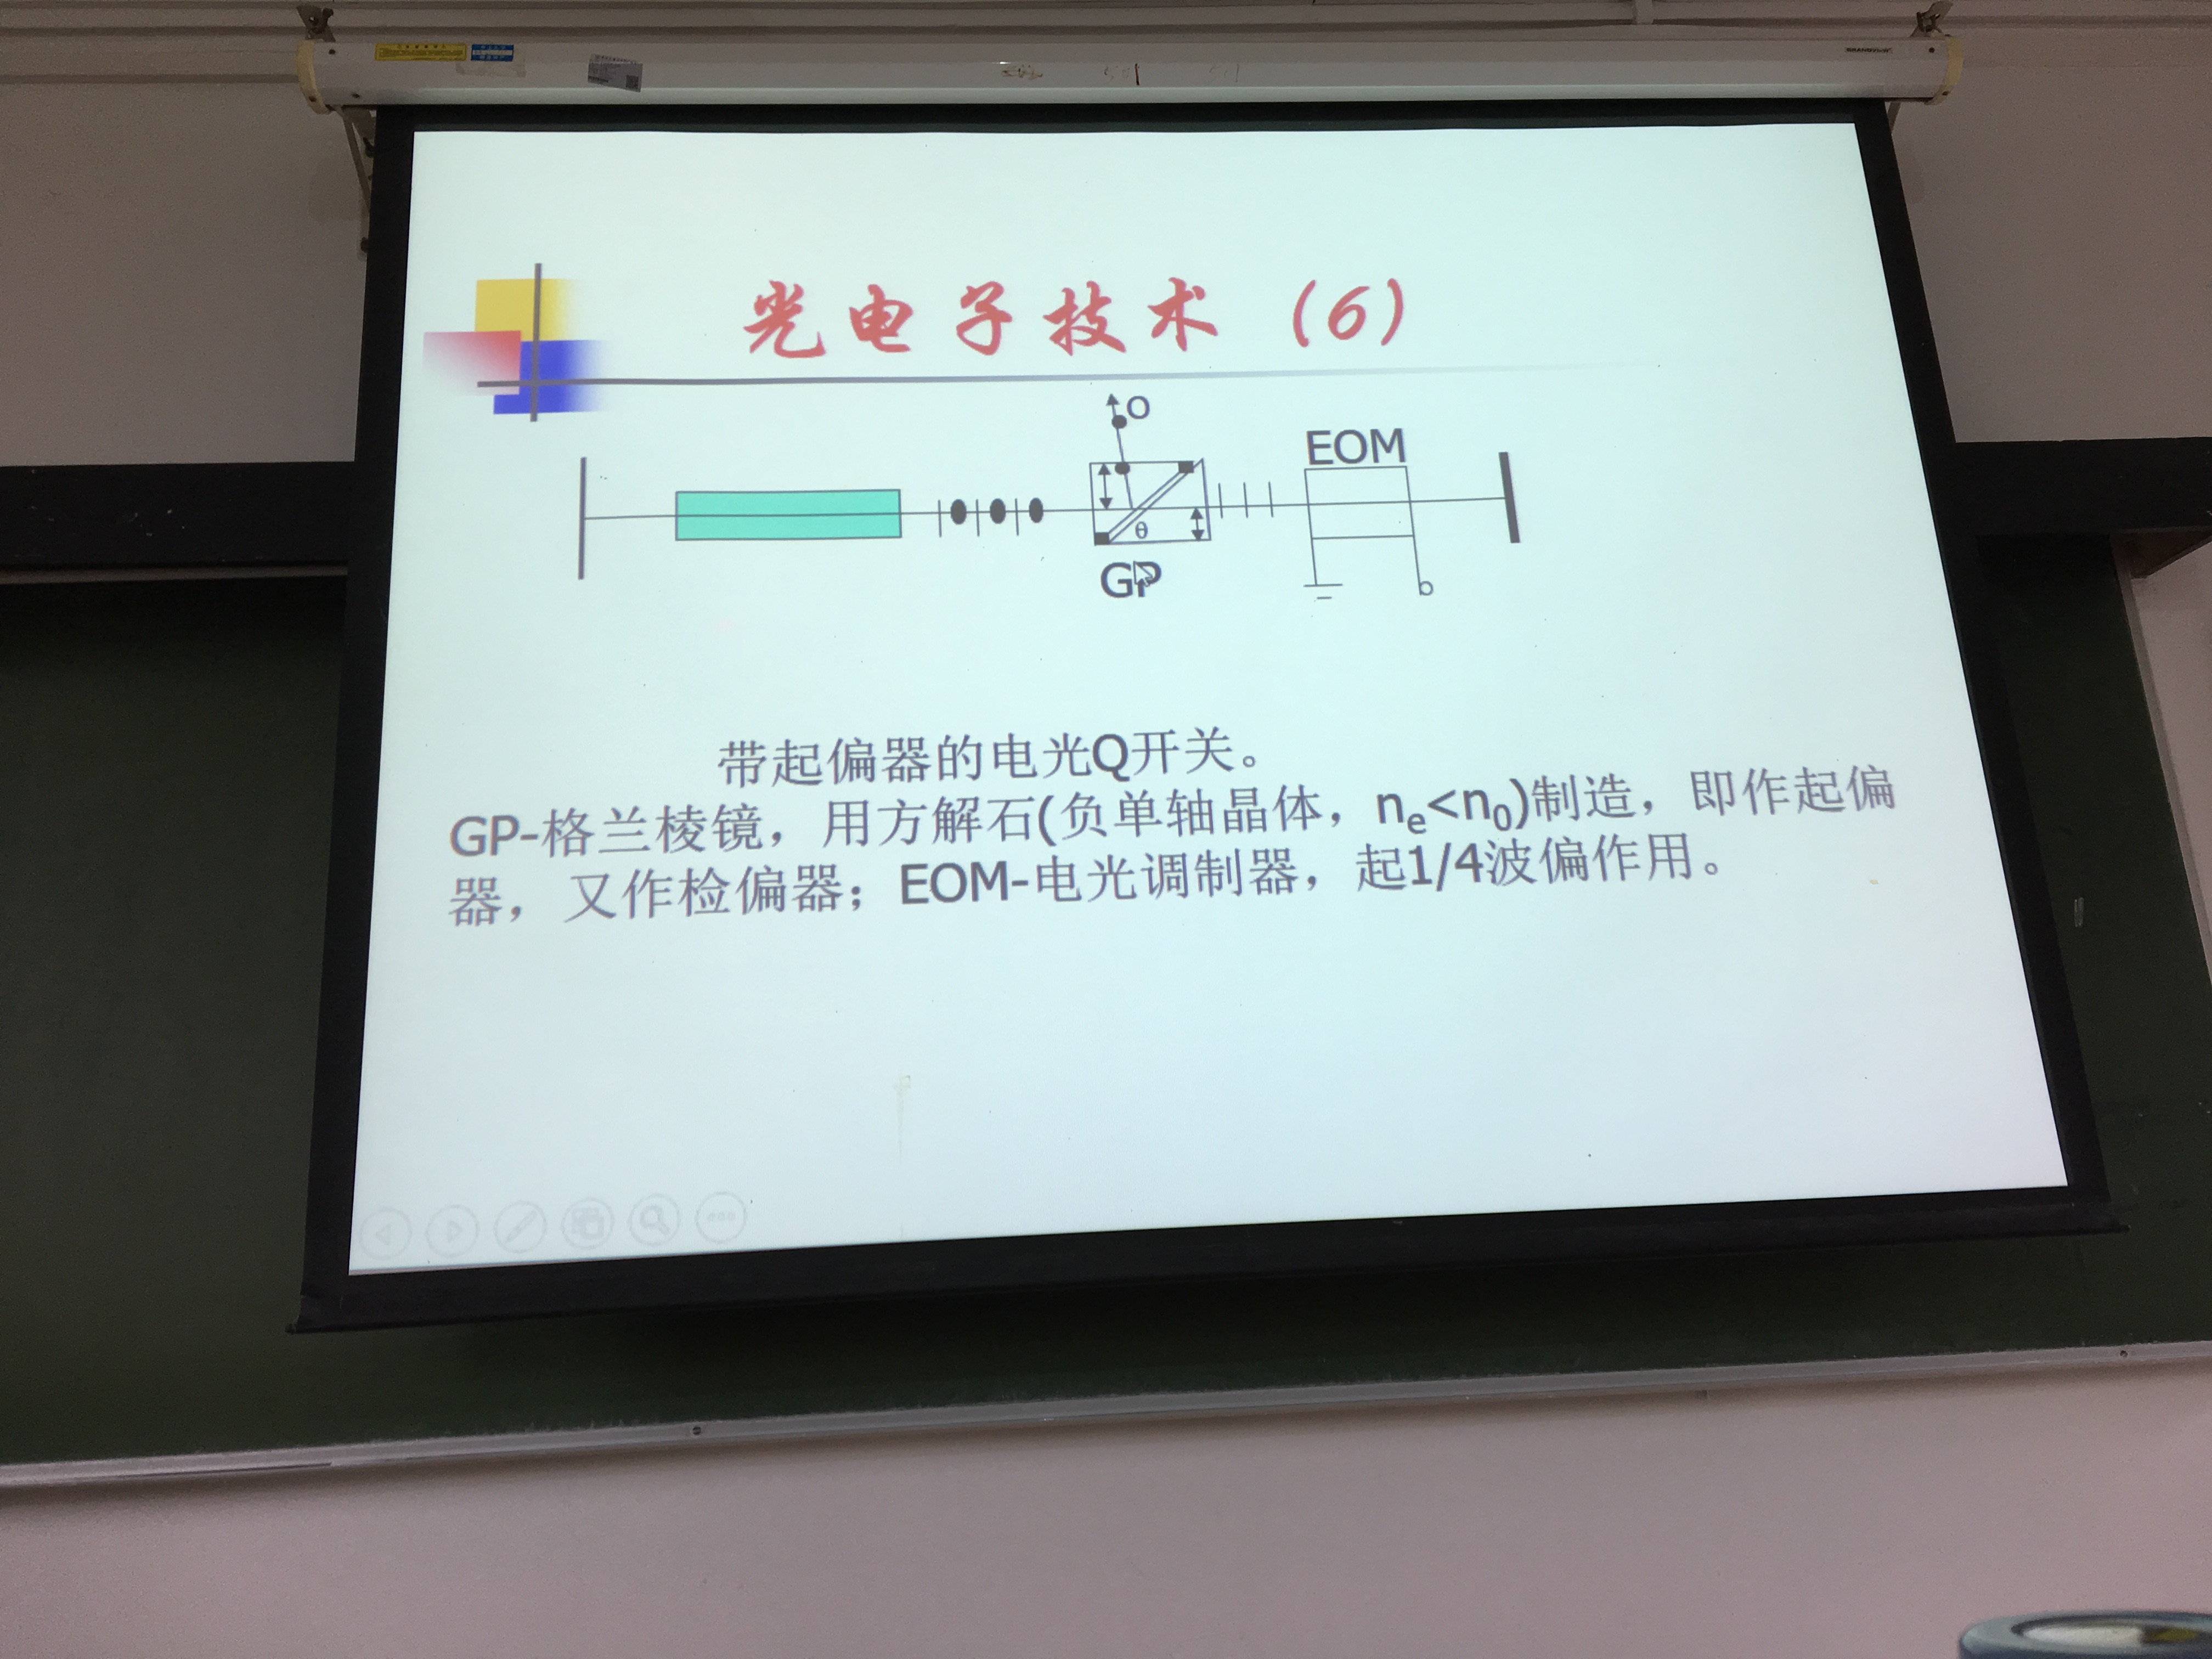 光电子技术（6）
O
EOM
θ
GP
带起偏器的电光Q开关。
GP-格兰棱镜，用方解石(负单轴晶体，ne<n0)制造，即作起偏
器，又作检偏器；EOM-电光调制器，起1/4波偏作用。